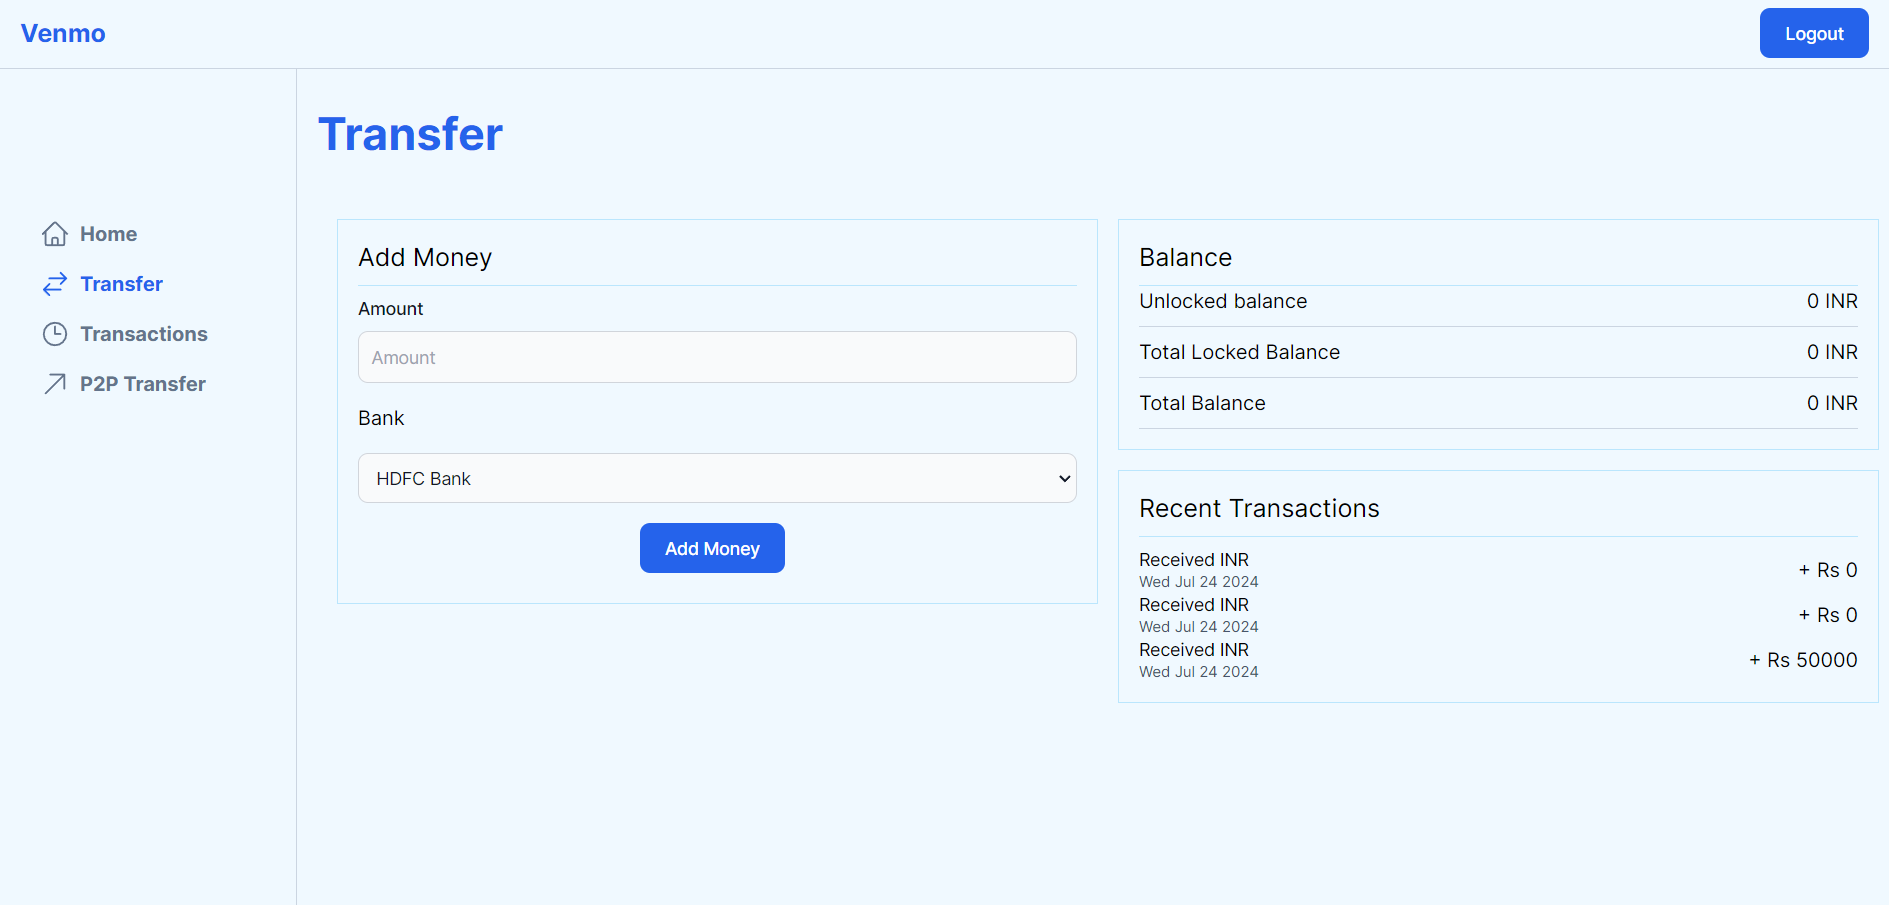 Venmo
Logout
Transfer
Home
Transfer
Transactions
P2P Transfer
Add Money
Amount
Amount
Bank
HDFC Bank
Add Money
Balance
Unlocked balance 0 INR
Total Locked Balance 0 INR
Total Balance 0 INR
Recent Transactions
Received INR
Wed Jul 24 2024
+ Rs 0
Received INR
Wed Jul 24 2024
+ Rs 0
Received INR
Wed Jul 24 2024
+ Rs 50000